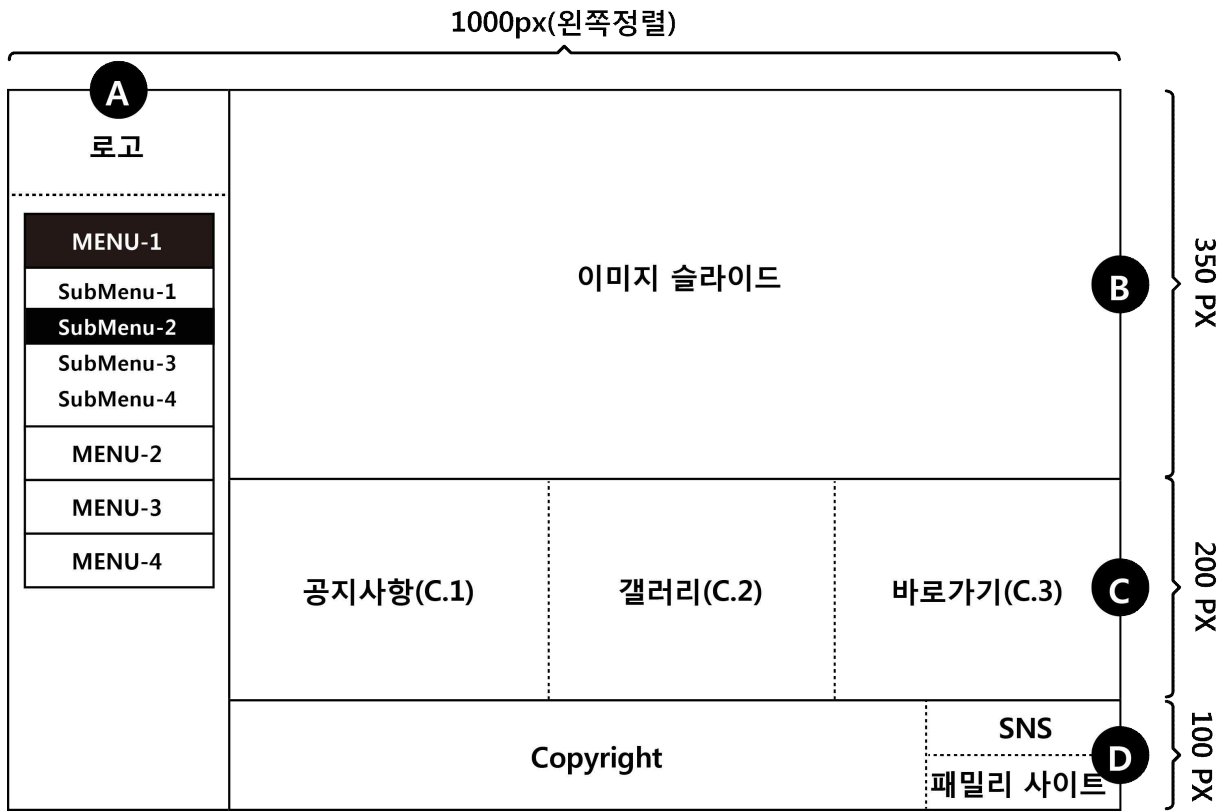 1000px(왼쪽정렬)
A
로고
MENU-1
SubMenu-1
SubMenu-2
SubMenu-3
SubMenu-4
MENU-2
MENU-3
MENU-4
이미지 슬라이드
B
350 PX
공지사항(C.1)
갤러리(C.2)
바로가기(C.3)
C
200 PX
Copyright
SNS
패밀리 사이트
D
100 PX